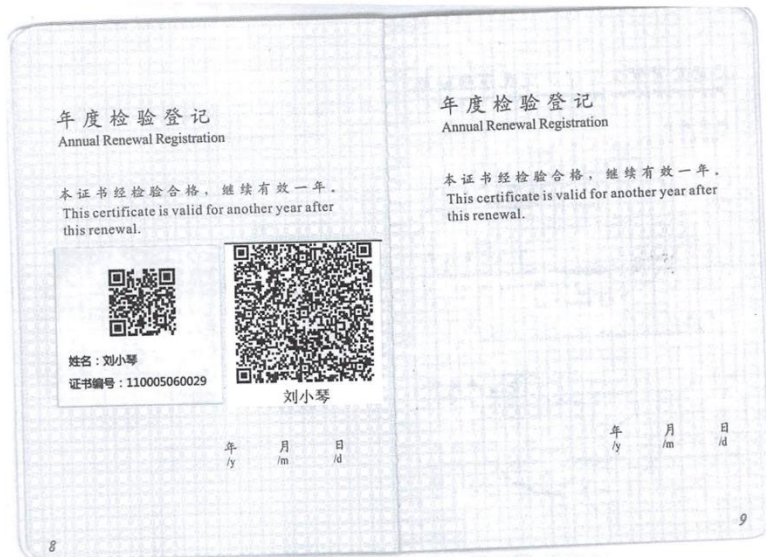 年度检验登记
Annual Renewal Registration
本证书经检验合格，继续有效一年。
This certificate is valid for another year after
this renewal.
姓名：刘小琴
证书编号：110005060029
刘小琴
年 月 日
/y /m /d
8
年度检验登记
Annual Renewal Registration
本证书经检验合格，继续有效一年。
This certificate is valid for another year after
this renewal.
年 月 日
/y /m /d
9